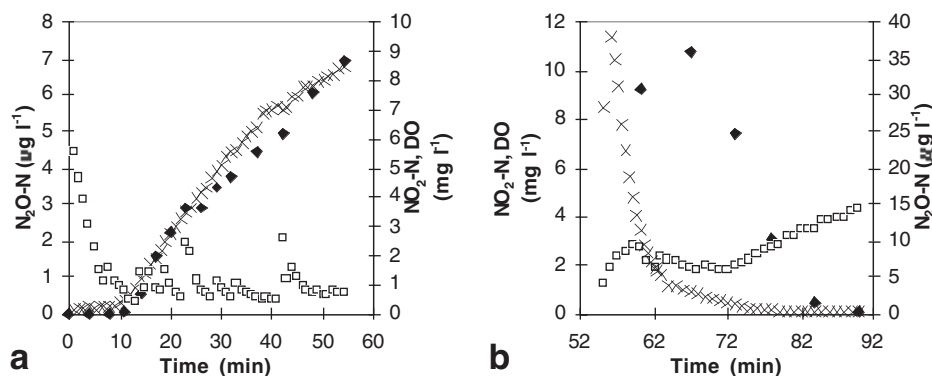 8 10
7 9
6 8
5 7
4 6
3 5
2 4
1 3
0 2
1
0
N₂O-N (µg l⁻¹)
NO₂-N, DO
(mg l⁻¹)
0 10 20 30 40 50 60
Time (min)
a
12 40
10 35
8 30
6 25
4 20
2 15
0 10
5
0
NO₂-N, DO
(mg l⁻¹)
N₂O-N (µg l⁻¹)
52 62 72 82 92
Time (min)
b